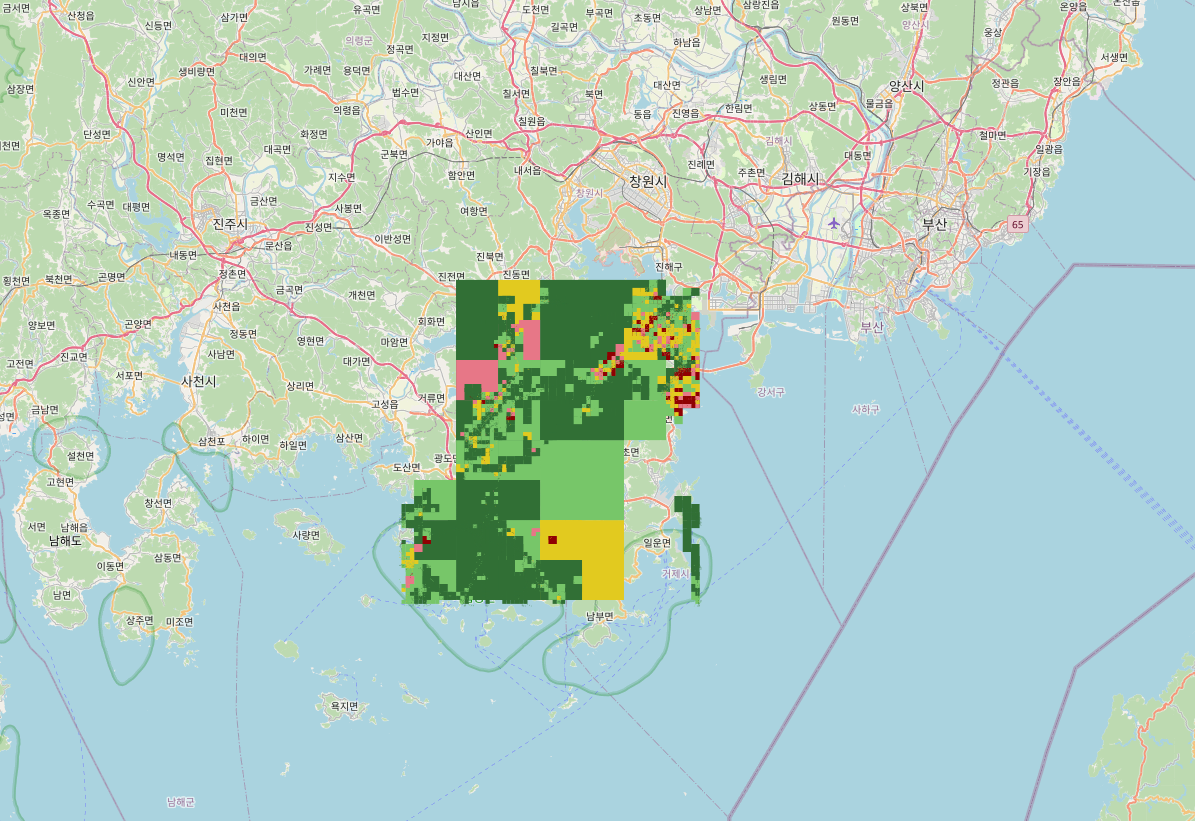 금서면
산청읍
신등면
삼가면
유곡면
남지읍
도천면
부곡면
초동면
상남면
삼랑진읍
원동면
상북면
양산시
온양읍
온산읍
의령군
정곡면
지정면
길곡면
하남읍
웅상
서생면
대의면
생비량면
신안면
삼장면
가례면
용덕면
대산면
칠북면
북면
대산면
생림면
양산시
정관읍
장안읍
법수면
칠서면
미천면
의령읍
동읍
진영읍
한림면
상동면
물금읍
단성면
화정면
칠원읍
산인면
철마면
가야읍
김해시
일광읍
대곡면
명석면
집현면
군북면
함안면
내서읍
진례면
주촌면
대동면
기장읍
지수면
창원시
창원시
김해시
수곡면
대평면
금산면
사봉면
옥종면
여항면
진주시
진성면
이반성면
부산
65
문산읍
내동면
진북면
횡천면
북천면
곤명면
정촌면
진전면
진동면
진해구
금곡면
개천면
사천읍
양보면
곤양면
정동면
영현면
회화면
마암면
부산
진교면
사남면
대가면
고전면
서포면
사천시
상리면
거류면
고성읍
강서구
사하구
금남면
삼천포
하이면
하일면
삼산면
설천면
도산면
광도면
고현면
창선면
서면
남해읍
남해도
사량면
일운면
이동면
삼동면
거제시
남면
상주면
미조면
남부면
욕지면
남해군